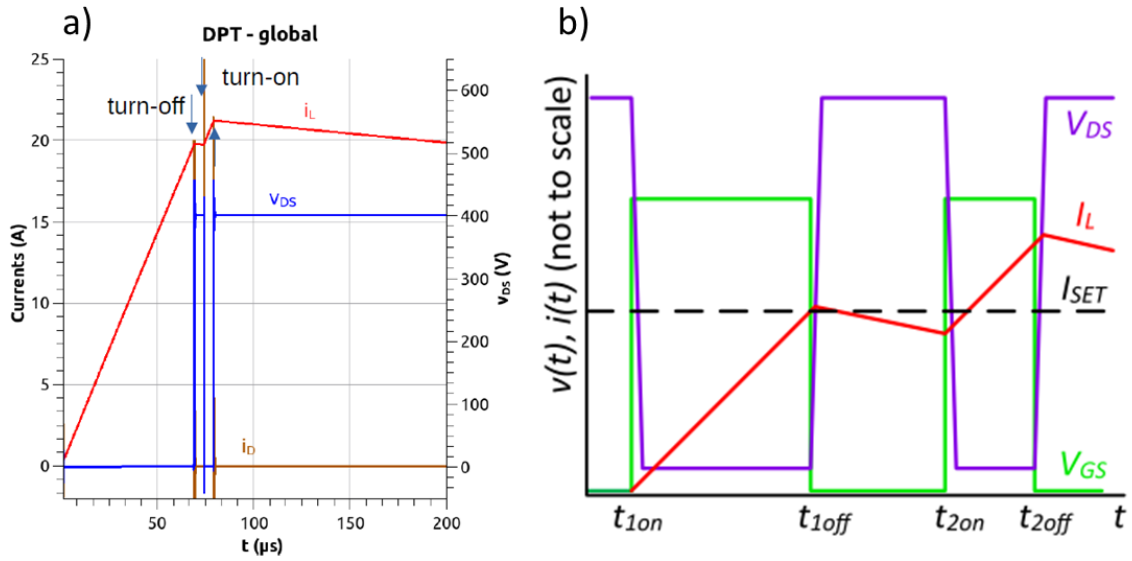 a)
DPT - global
25
20
15
10
5
0
Currents (A)
turn-off
turn-on
iL
vDS
iD
600
500
400
300
200
100
0
vDS (V)
50
100
150
200
t (µs)
b)
v(t), i(t) (not to scale)
VDS
IL
ISET
VGS
t1on
t1off
t2on
t2off
t